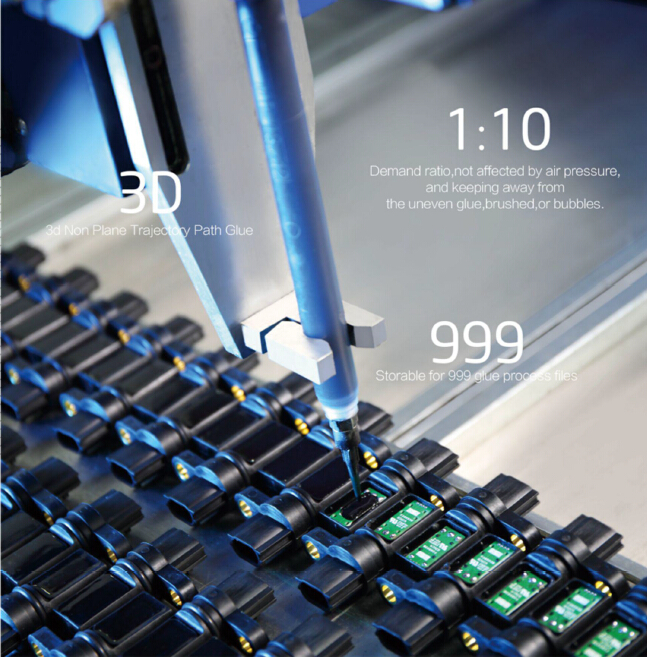 1:10
Demand ratio,not affected by air pressure,
and keeping away from
the uneven glue,brushed,or bubbles.
3D
3d Non Plane Trajectory Path Glue
999
Storable for 999 glue process files